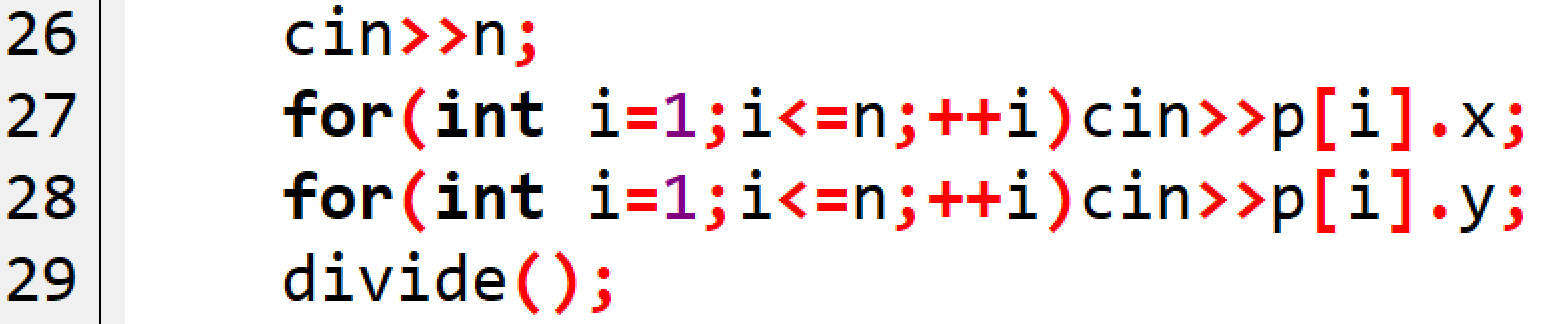 26 cin>>n;
27 for(int i=1;i<=n;++i)cin>>p[i].x;
28 for(int i=1;i<=n;++i)cin>>p[i].y;
29 divide();